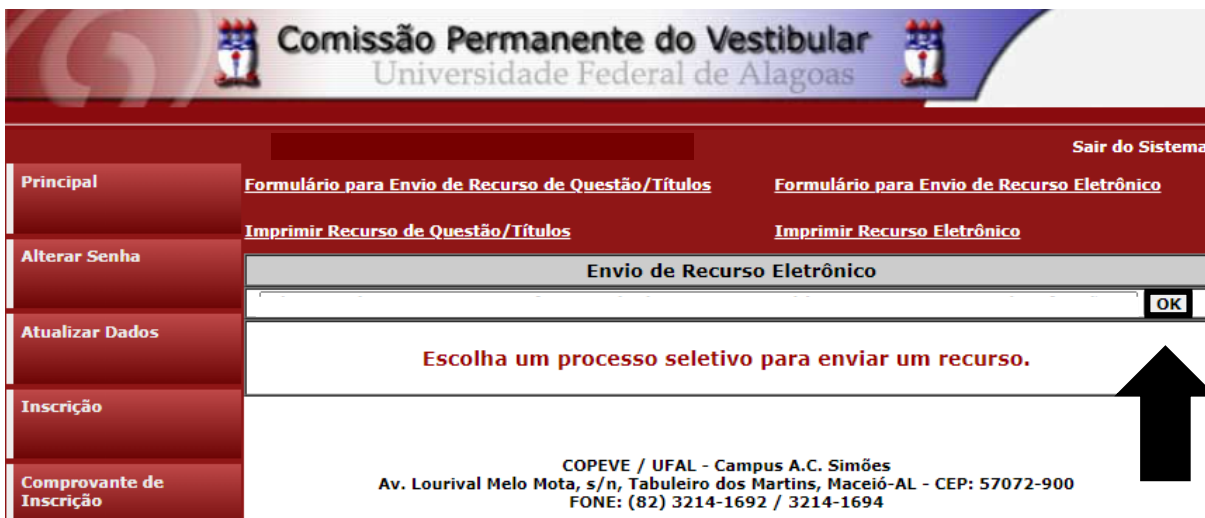 Comissão Permanente do Vestibular
Universidade Federal de Alagoas
Sair do Sistema
Principal
Alterar Senha
Atualizar Dados
Inscrição
Comprovante de
Inscrição
Formulário para Envio de Recurso de Questão/Títulos
Formulário para Envio de Recurso Eletrônico
Imprimir Recurso de Questão/Títulos
Imprimir Recurso Eletrônico
Envio de Recurso Eletrônico
OK
Escolha um processo seletivo para enviar um recurso.
COPEVE / UFAL - Campus A.C. Simões
Av. Lourival Melo Mota, s/n, Tabuleiro dos Martins, Maceió-AL - CEP: 57072-900
FONE: (82) 3214-1692 / 3214-1694